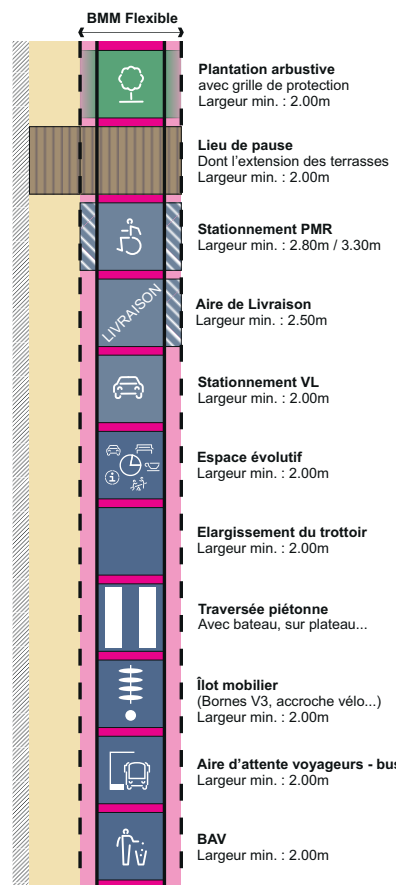 BMM Flexible
Plantation arbustive
avec grille de protection
Largeur min. : 2.00m
Lieu de pause
Dont l'extension des terrasses
Largeur min. : 2.00m
Stationnement PMR
Largeur min. : 2.80m / 3.30m
LIVRAISON
Aire de Livraison
Largeur min. : 2.50m
Stationnement VL
Largeur min. : 2.00m
Espace évolutif
Largeur min. : 2.00m
i
Elargissement du trottoir
Largeur min. : 2.00m
Traversée piétonne
Avec bateau, sur plateau...
Îlot mobilier
(Bornes V3, accroche vélo...)
Largeur min. : 2.00m
Aire d'attente voyageurs - bus
Largeur min. : 2.00m
BAV
Largeur min. : 2.00m